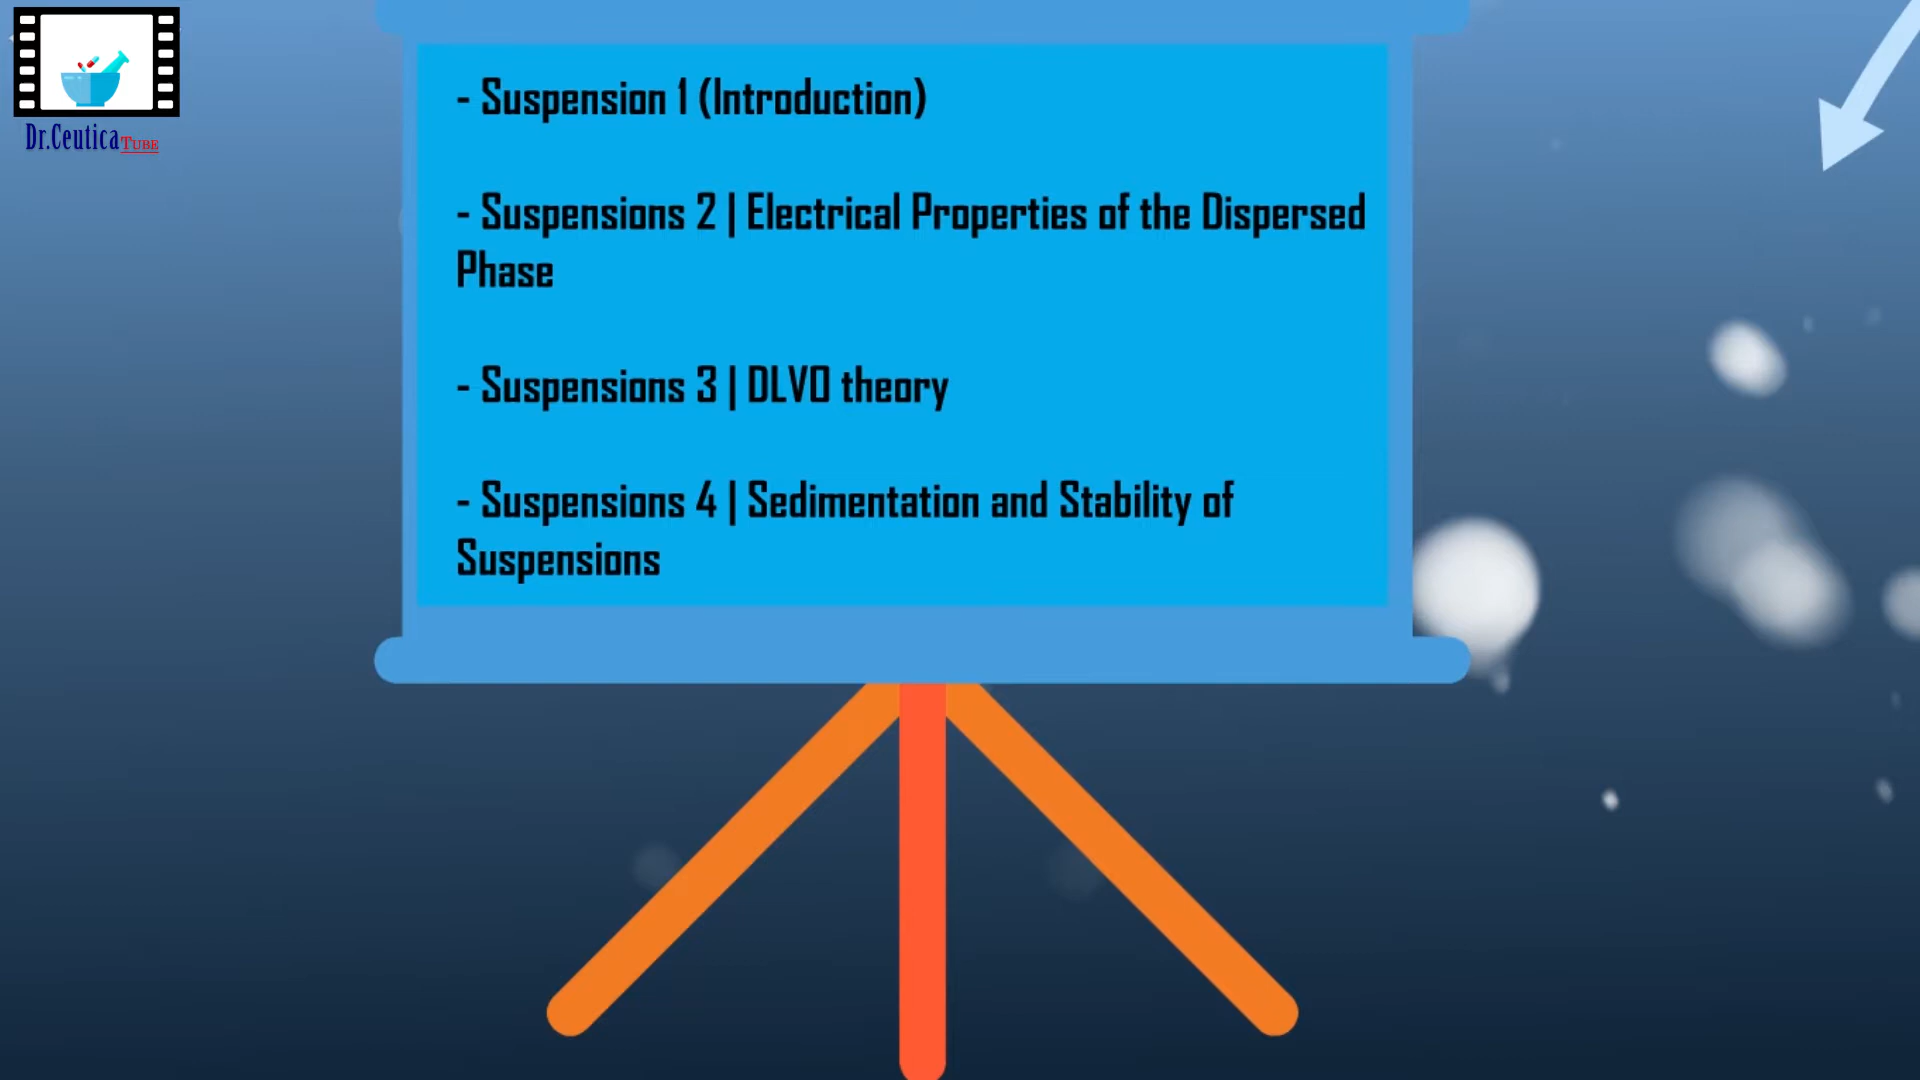 Dr.Ceutica TUBE
- Suspension 1 (Introduction)
- Suspensions 2 | Electrical Properties of the Dispersed
Phase
- Suspensions 3 | DLVO theory
- Suspensions 4 | Sedimentation and Stability of
Suspensions